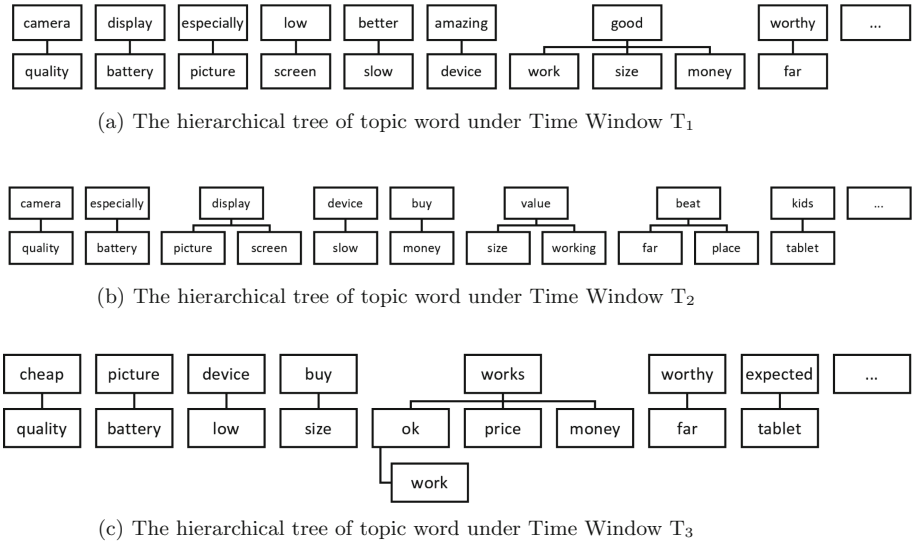 camera display especially low better amazing good worthy ...
quality battery picture screen slow device work size money far
(a) The hierarchical tree of topic word under Time Window T₁
camera especially display device buy value beat kids ...
quality battery picture screen slow money size working far place tablet
(b) The hierarchical tree of topic word under Time Window T₂
cheap picture device buy works worthy expected ...
quality battery low size ok price money far tablet
work
(c) The hierarchical tree of topic word under Time Window T₃